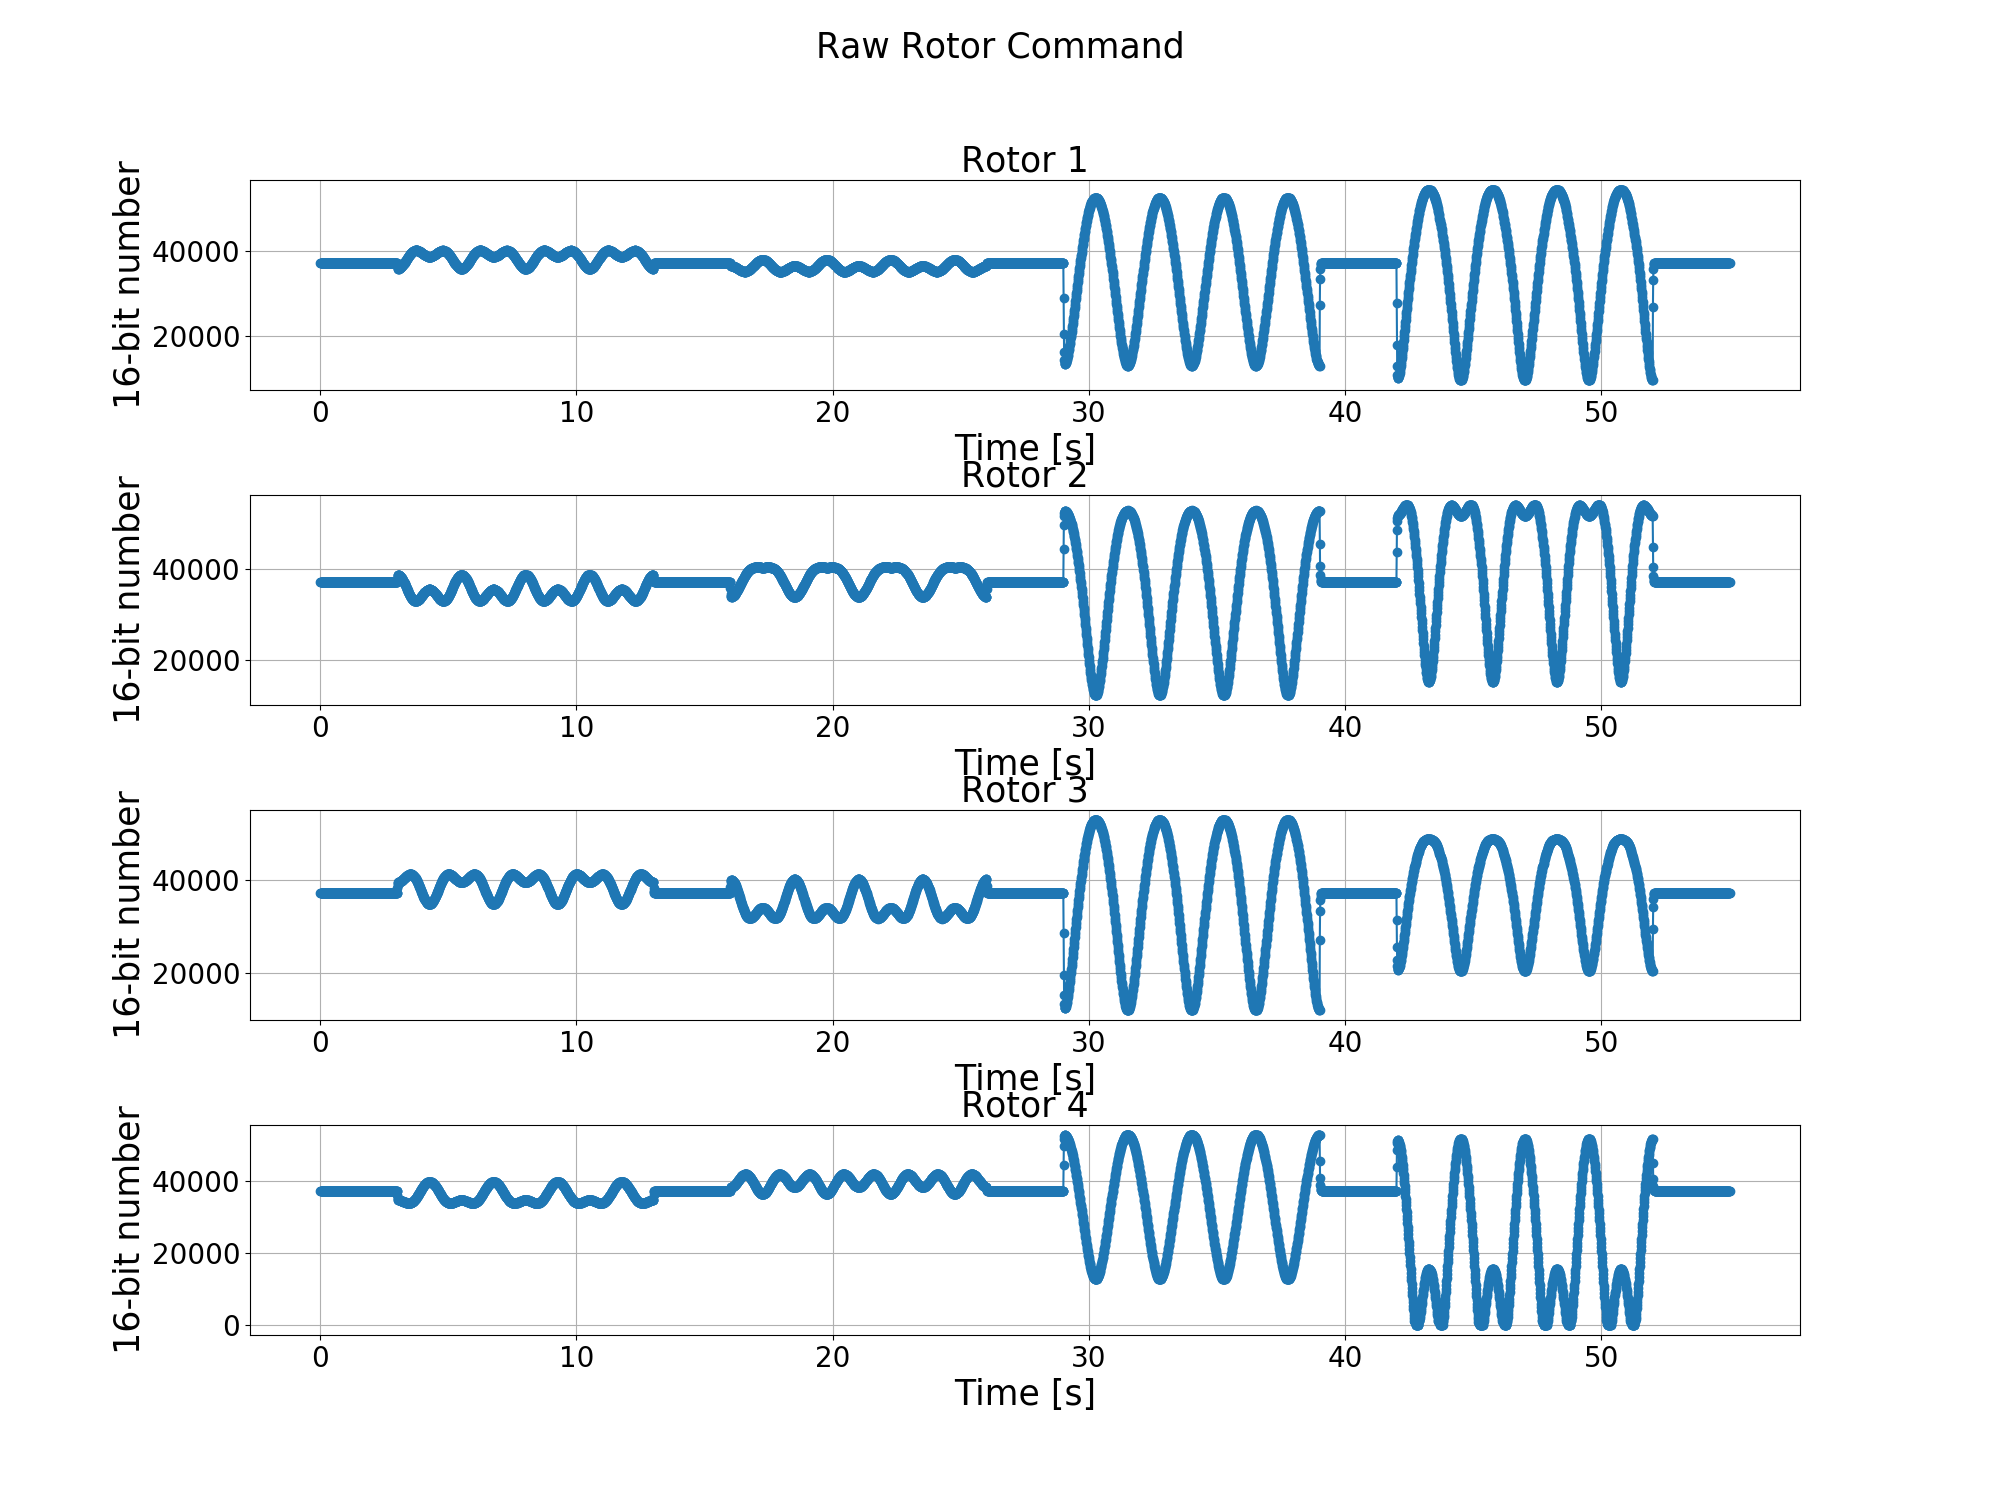 Raw Rotor Command
Rotor 1
16-bit number
40000
20000
0 10 20 30 40 50
Time [s]
Rotor 2
16-bit number
40000
20000
0 10 20 30 40 50
Time [s]
Rotor 3
16-bit number
40000
20000
0 10 20 30 40 50
Time [s]
Rotor 4
16-bit number
40000
20000
0
0 10 20 30 40 50
Time [s]